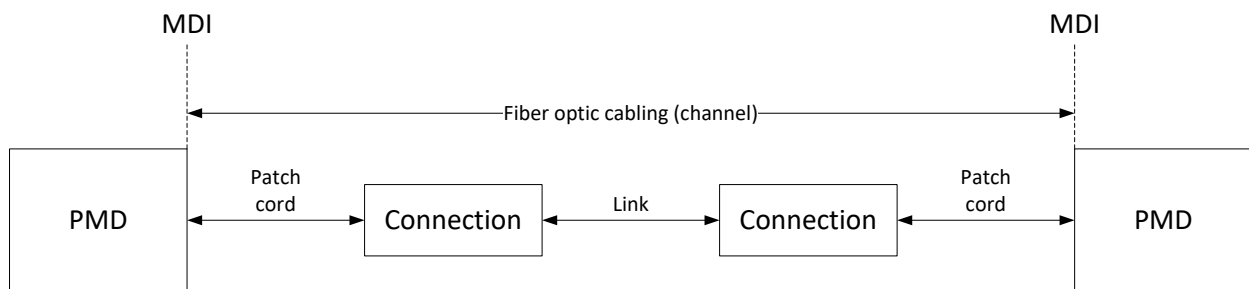 MDI
MDI
Fiber optic cabling (channel)
PMD
Patch
cord
Connection
Link
Connection
Patch
cord
PMD